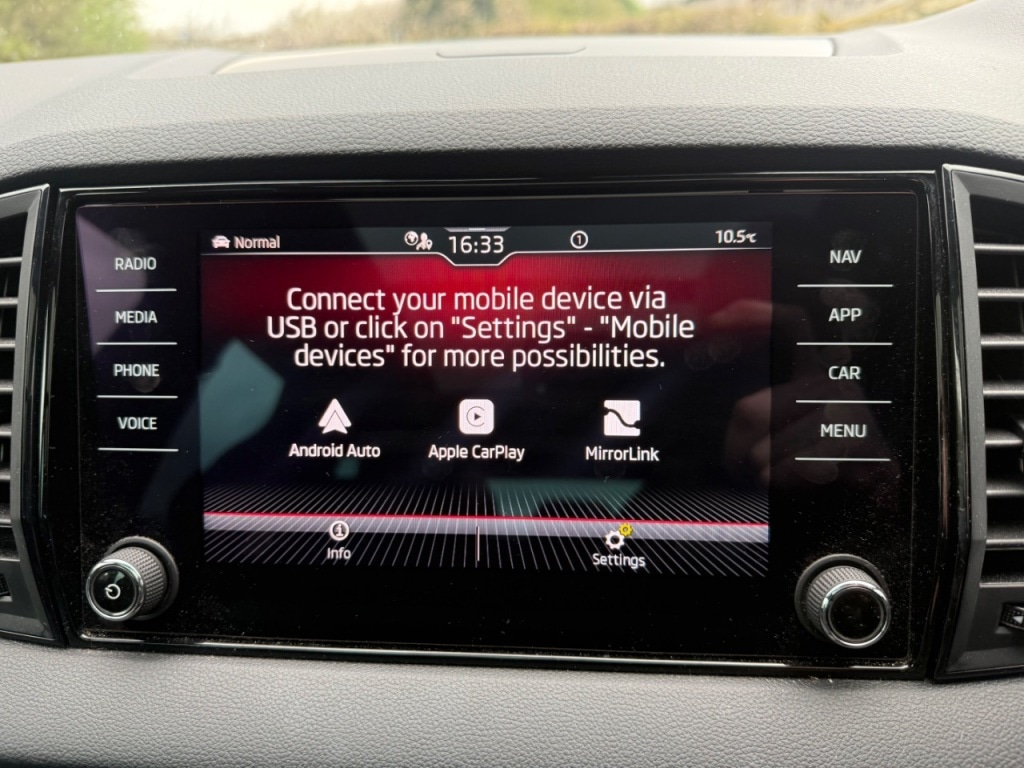 Normal
16:33
1
10.5°C
RADIO
MEDIA
PHONE
VOICE
Connect your mobile device via
USB or click on "Settings" - "Mobile
devices" for more possibilities.
Android Auto
Apple CarPlay
MirrorLink
Info
Settings
NAV
APP
CAR
MENU